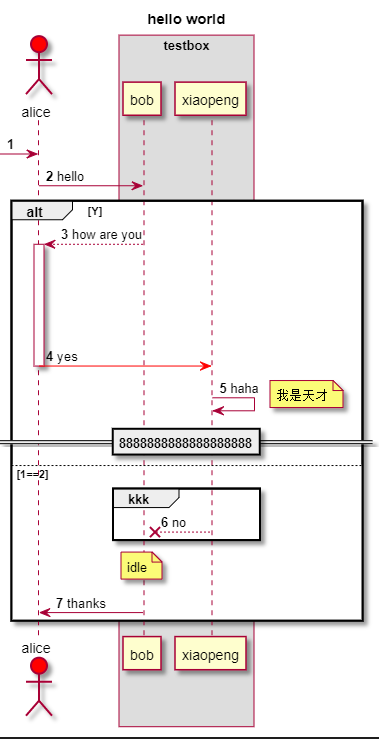 hello world
testbox
alice
bob
xiaopeng
1
2 hello
alt [Y]
3 how are you
4 yes
5 haha
我是天才
8888888888888888888
[1==2]
kkk
6 no
idle
7 thanks
alice
bob
xiaopeng